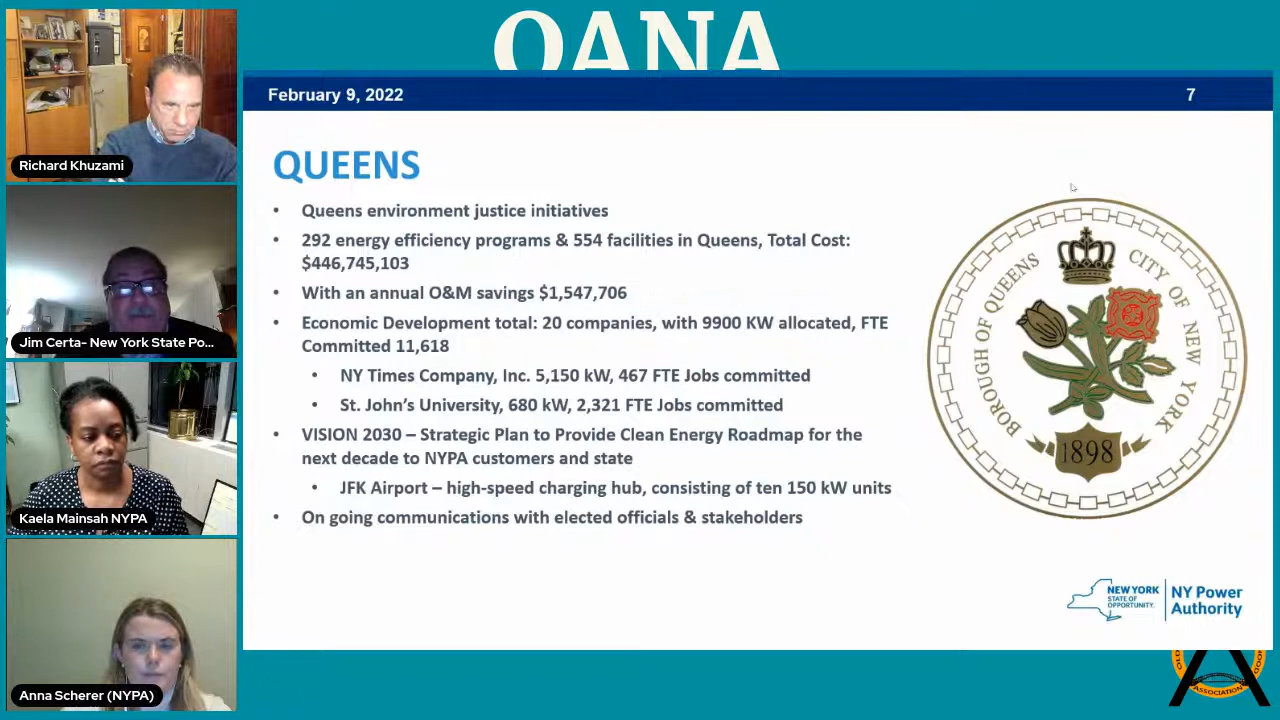 OANA
February 9, 2022
7
QUEENS
• Queens environment justice initiatives
• 292 energy efficiency programs & 554 facilities in Queens, Total Cost:
$446,745,103
• With an annual O&M savings $1,547,706
• Economic Development total: 20 companies, with 9900 KW allocated, FTE
Committed 11,618
• NY Times Company, Inc. 5,150 kW, 467 FTE Jobs committed
• St. John's University, 680 kW, 2,321 FTE Jobs committed
• VISION 2030 – Strategic Plan to Provide Clean Energy Roadmap for the
next decade to NYPA customers and state
• JFK Airport – high-speed charging hub, consisting of ten 150 kW units
• On going communications with elected officials & stakeholders
BOROUGH OF QUEENS
CITY OF NEW YORK
1898
NEW YORK
STATE OF
OPPORTUNITY.
NY Power
Authority
Richard Khuzami
Jim Certa- New York State Po...
Kaela Mainsah NYPA
Anna Scherer (NYPA)
ASSOCIATION